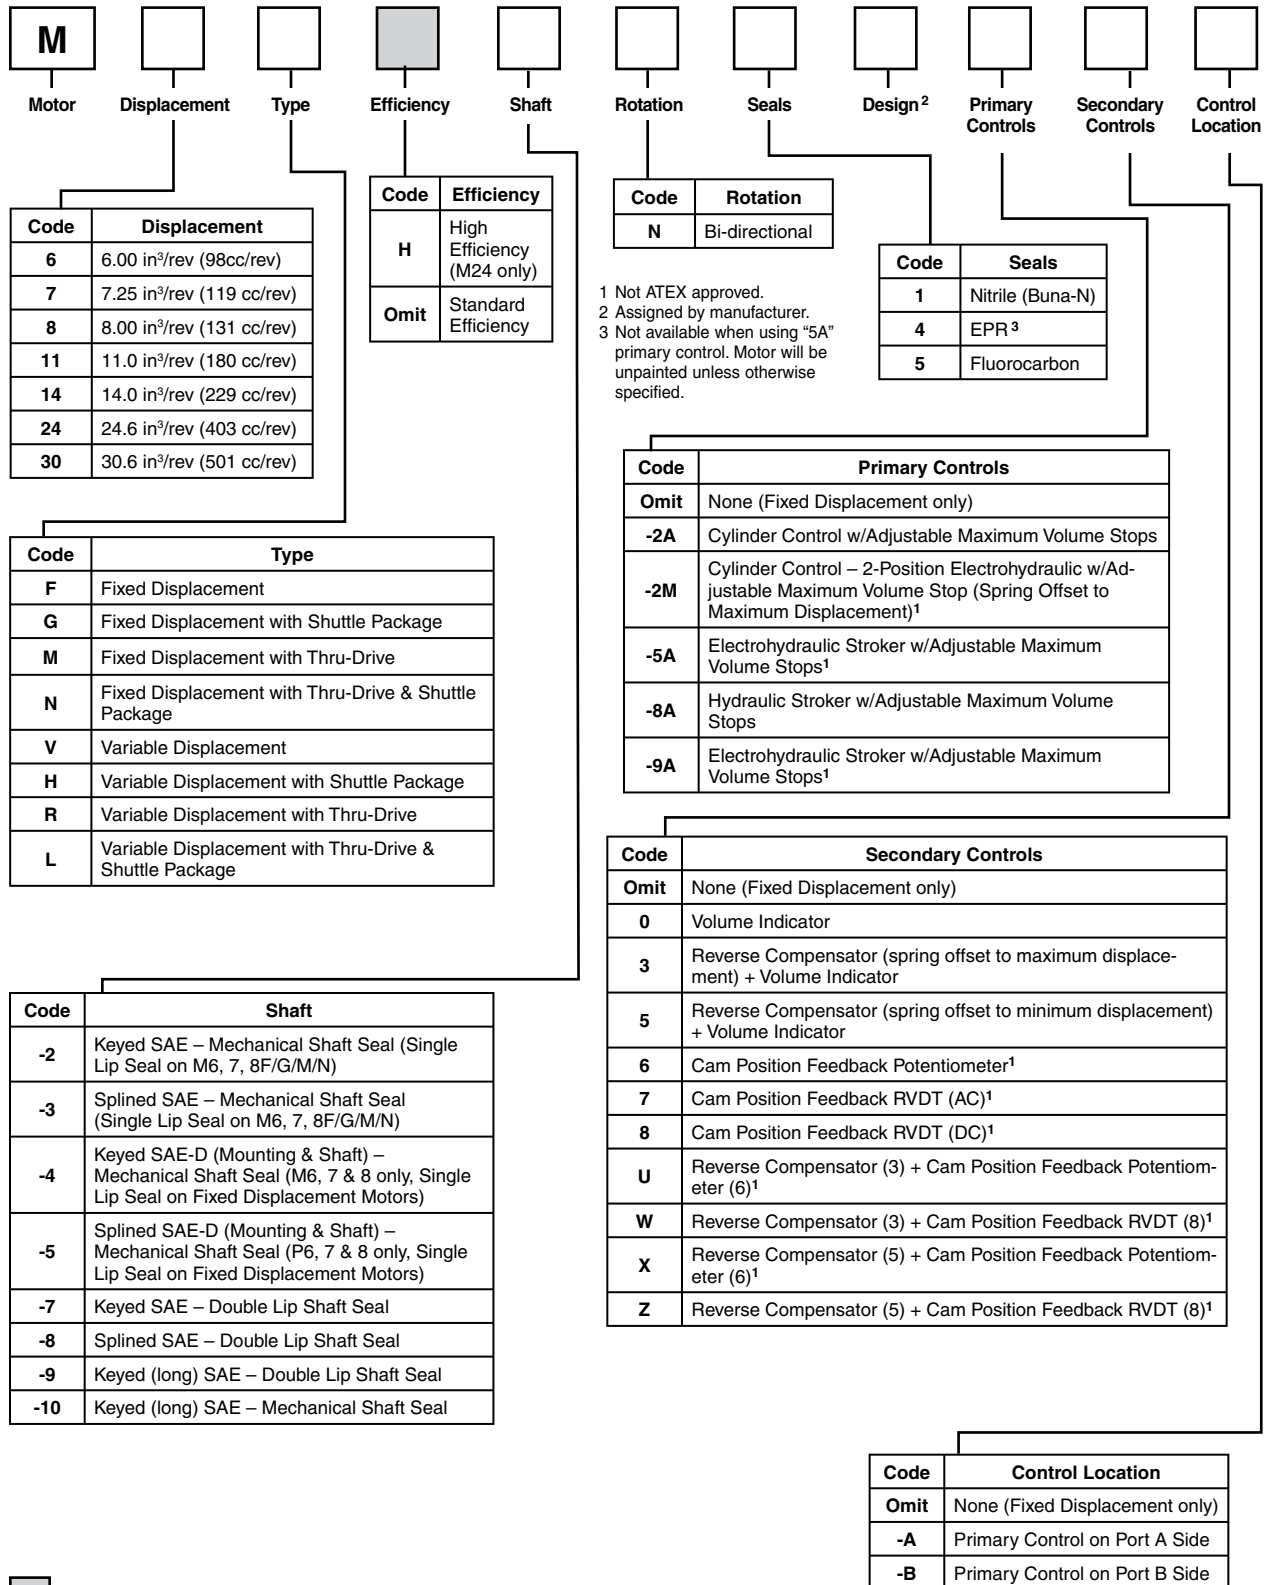 M
Motor
Displacement
Type
Efficiency
Shaft
Rotation
Seals
Design 2
Primary
Controls
Secondary
Controls
Control
Location
Code Displacement
6 6.00 in³/rev (98cc/rev)
7 7.25 in³/rev (119 cc/rev)
8 8.00 in³/rev (131 cc/rev)
11 11.0 in³/rev (180 cc/rev)
14 14.0 in³/rev (229 cc/rev)
24 24.6 in³/rev (403 cc/rev)
30 30.6 in³/rev (501 cc/rev)
Code Efficiency
H High
Efficiency
(M24 only)
Omit Standard
Efficiency
Code Rotation
N Bi-directional
1 Not ATEX approved.
2 Assigned by manufacturer.
3 Not available when using “5A”
primary control. Motor will be
unpainted unless otherwise
specified.
Code Seals
1 Nitrile (Buna-N)
4 EPR 3
5 Fluorocarbon
Code Type
F Fixed Displacement
G Fixed Displacement with Shuttle Package
M Fixed Displacement with Thru-Drive
N Fixed Displacement with Thru-Drive & Shuttle
Package
V Variable Displacement
H Variable Displacement with Shuttle Package
R Variable Displacement with Thru-Drive
L Variable Displacement with Thru-Drive &
Shuttle Package
Code Primary Controls
Omit None (Fixed Displacement only)
-2A Cylinder Control w/Adjustable Maximum Volume Stops
-2M Cylinder Control – 2-Position Electrohydraulic w/Ad-
justable Maximum Volume Stop (Spring Offset to
Maximum Displacement)1
-5A Electrohydraulic Stroker w/Adjustable Maximum
Volume Stops1
-8A Hydraulic Stroker w/Adjustable Maximum Volume
Stops
-9A Electrohydraulic Stroker w/Adjustable Maximum
Volume Stops1
Code Secondary Controls
Omit None (Fixed Displacement only)
0 Volume Indicator
3 Reverse Compensator (spring offset to maximum displace-
ment) + Volume Indicator
5 Reverse Compensator (spring offset to minimum displacement)
+ Volume Indicator
6 Cam Position Feedback Potentiometer1
7 Cam Position Feedback RVDT (AC)1
8 Cam Position Feedback RVDT (DC)1
U Reverse Compensator (3) + Cam Position Feedback Potentiom-
eter (6)1
W Reverse Compensator (3) + Cam Position Feedback RVDT (8)1
X Reverse Compensator (5) + Cam Position Feedback Potentiom-
eter (6)1
Z Reverse Compensator (5) + Cam Position Feedback RVDT (8)1
Code Shaft
-2 Keyed SAE – Mechanical Shaft Seal (Single
Lip Seal on M6, 7, 8F/G/M/N)
-3 Splined SAE – Mechanical Shaft Seal
(Single Lip Seal on M6, 7, 8F/G/M/N)
-4 Keyed SAE-D (Mounting & Shaft) –
Mechanical Shaft Seal (M6, 7 & 8 only, Single
Lip Seal on Fixed Displacement Motors)
-5 Splined SAE-D (Mounting & Shaft) –
Mechanical Shaft Seal (P6, 7 & 8 only, Single
Lip Seal on Fixed Displacement Motors)
-7 Keyed SAE – Double Lip Shaft Seal
-8 Splined SAE – Double Lip Shaft Seal
-9 Keyed (long) SAE – Double Lip Shaft Seal
-10 Keyed (long) SAE – Mechanical Shaft Seal
Code Control Location
Omit None (Fixed Displacement only)
-A Primary Control on Port A Side
-B Primary Control on Port B Side